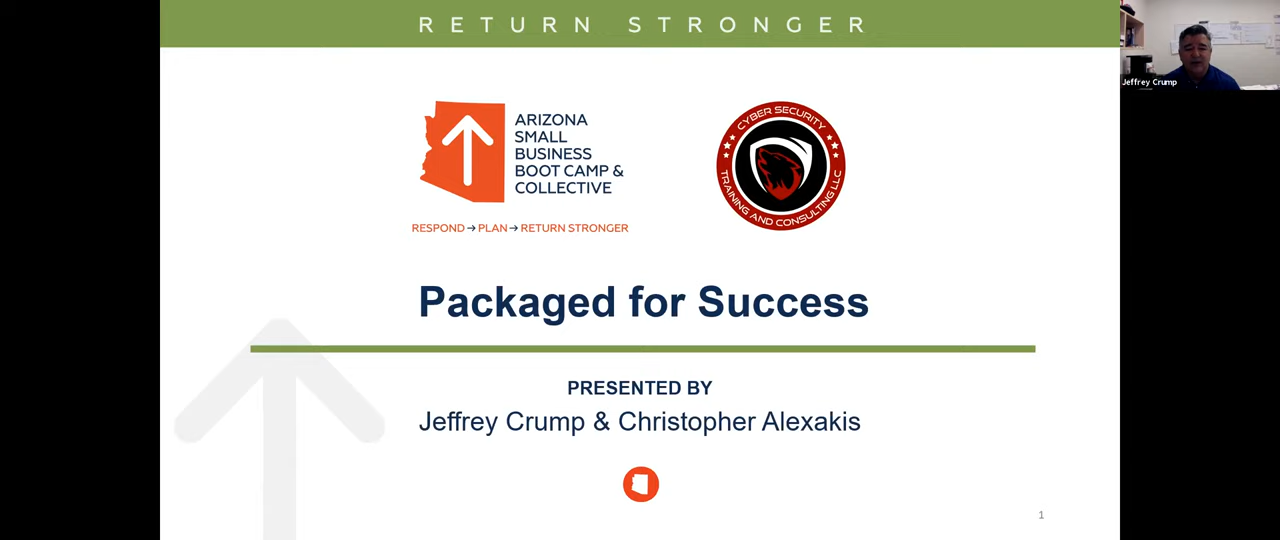 RETURN STRONGER
Jeffrey Crump
ARIZONA
SMALL
BUSINESS
BOOT CAMP &
COLLECTIVE
RESPOND→PLAN→RETURN STRONGER
CYBER SECURITY
TRAINING AND CONSULTING LLC
Packaged for Success
PRESENTED BY
Jeffrey Crump & Christopher Alexakis
1